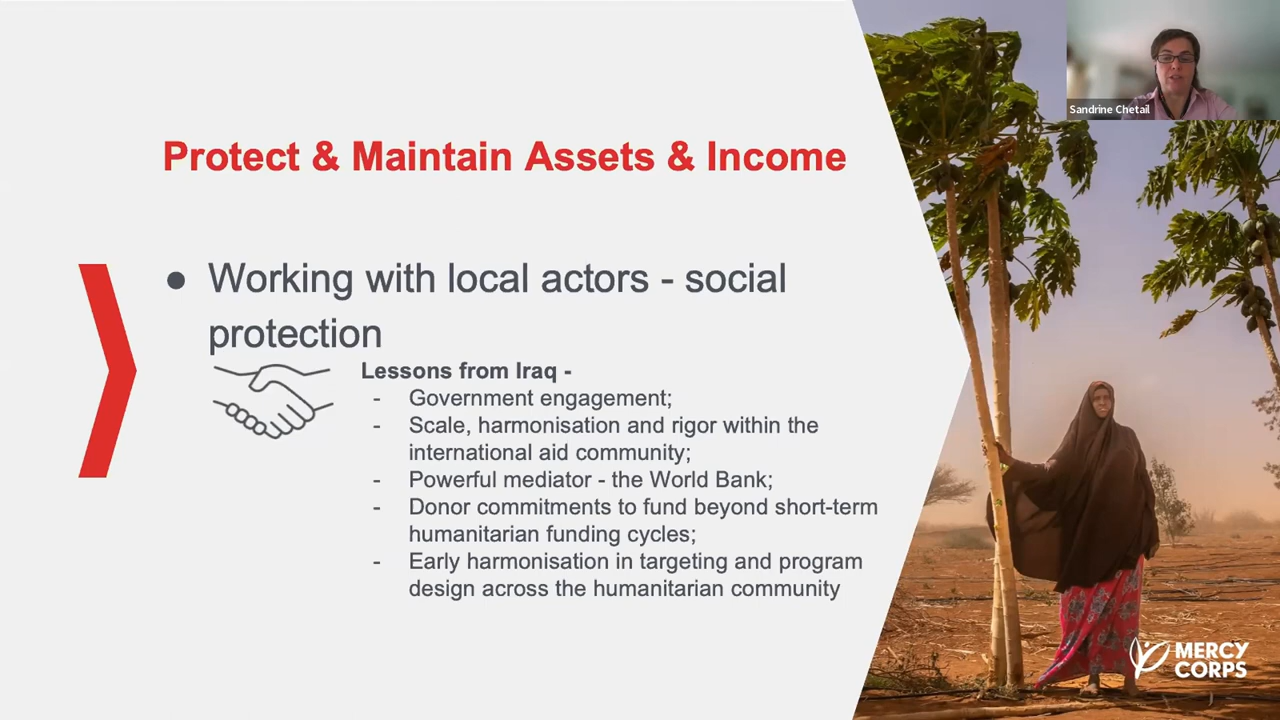 Sandrine Chetail
Protect & Maintain Assets & Income
● Working with local actors - social
protection
Lessons from Iraq -
- Government engagement;
- Scale, harmonisation and rigor within the
international aid community;
- Powerful mediator - the World Bank;
- Donor commitments to fund beyond short-term
humanitarian funding cycles;
- Early harmonisation in targeting and program
design across the humanitarian community
MERCY
CORPS